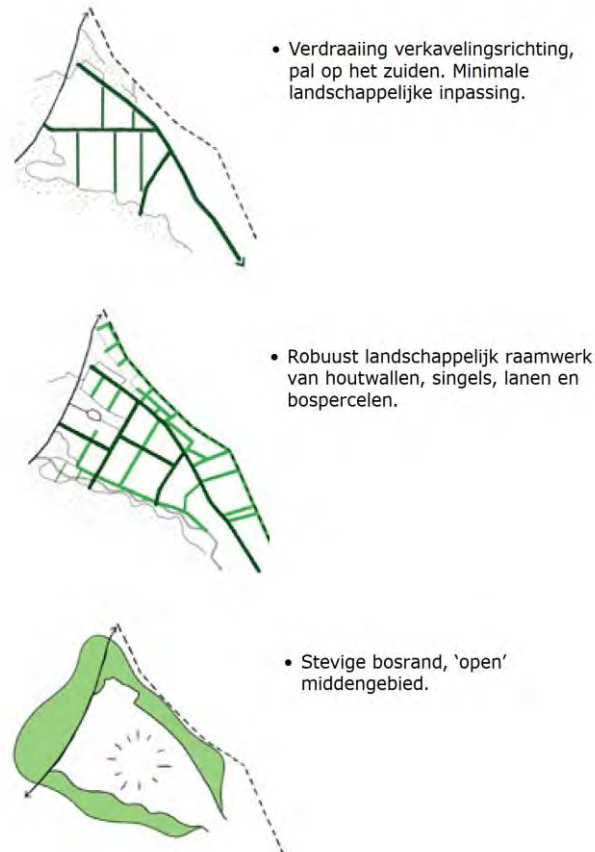 • Verdraaiing verkavelingsrichting,
pal op het zuiden. Minimale
landschappelijke inpassing.
• Robuust landschappelijk raamwerk
van houtwallen, singels, lanen en
bospercelen.
• Stevige bosrand, ‘open’
middengebied.